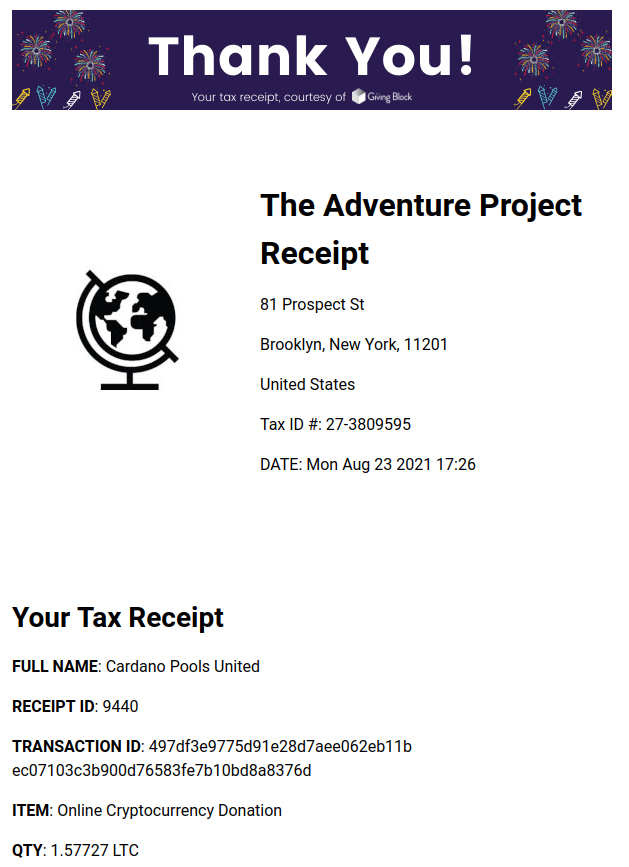 Thank You!
Your tax receipt, courtesy of Giving Block
The Adventure Project
Receipt
81 Prospect St
Brooklyn, New York, 11201
United States
Tax ID #: 27-3809595
DATE: Mon Aug 23 2021 17:26
Your Tax Receipt
FULL NAME: Cardano Pools United
RECEIPT ID: 9440
TRANSACTION ID: 497df3e9775d91e28d7aee062eb11b
ec07103c3b900d76583fe7b10bd8a8376d
ITEM: Online Cryptocurrency Donation
QTY: 1.57727 LTC